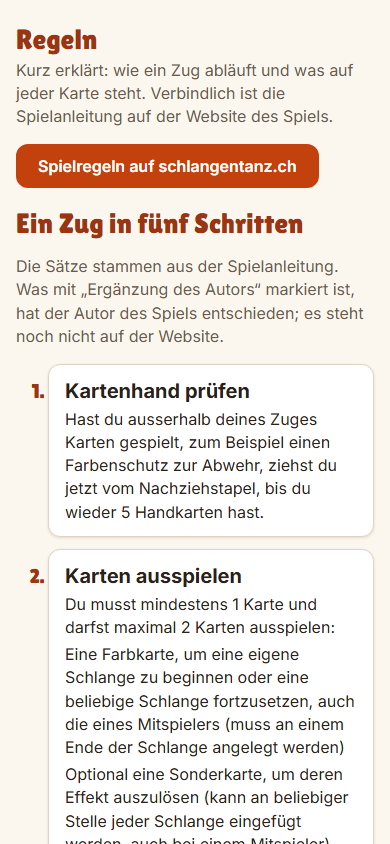 Regeln
Kurz erklärt: wie ein Zug abläuft und was auf
jeder Karte steht. Verbindlich ist die
Spielanleitung auf der Website des Spiels.
Spielregeln auf schlangentanz.ch
Ein Zug in fünf Schritten
Die Sätze stammen aus der Spielanleitung.
Was mit „Ergänzung des Autors“ markiert ist,
hat der Autor des Spiels entschieden; es steht
noch nicht auf der Website.
1. Kartenhand prüfen
Hast du ausserhalb deines Zuges
Karten gespielt, zum Beispiel einen
Farbenschutz zur Abwehr, ziehst du
jetzt vom Nachziehstapel, bis du
wieder 5 Handkarten hast.
2. Karten ausspielen
Du musst mindestens 1 Karte und
darfst maximal 2 Karten ausspielen:
Eine Farbkarte, um eine eigene
Schlange zu beginnen oder eine
beliebige Schlange fortzusetzen, auch
die eines Mitspielers (muss an einem
Ende der Schlange angelegt werden)
Optional eine Sonderkarte, um deren
Effekt auszulösen (kann an beliebiger
Stelle jeder Schlange eingefügt
werden, auch bei einem Mitspieler)